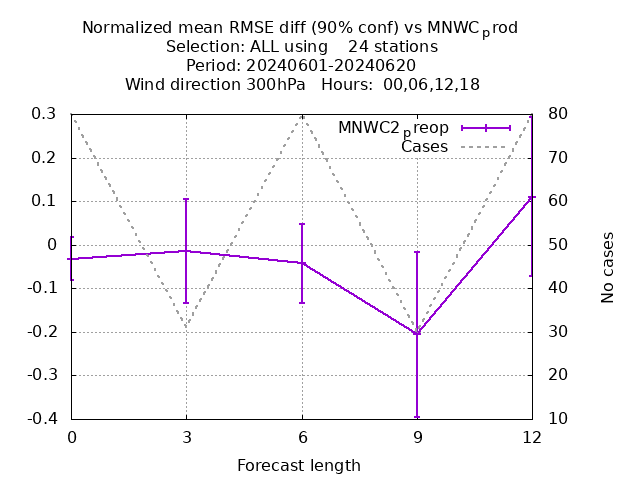 Normalized mean RMSE diff (90% conf) vs MNWCprod
Selection: ALL using    24 stations
Period: 20240601-20240620
Wind direction 300hPa   Hours:  00,06,12,18
0.3
0.2
0.1
0
-0.1
-0.2
-0.3
-0.4
MNWC2preop
Cases
80
70
60
50
40
30
20
10
No cases
0 3 6 9 12
Forecast length